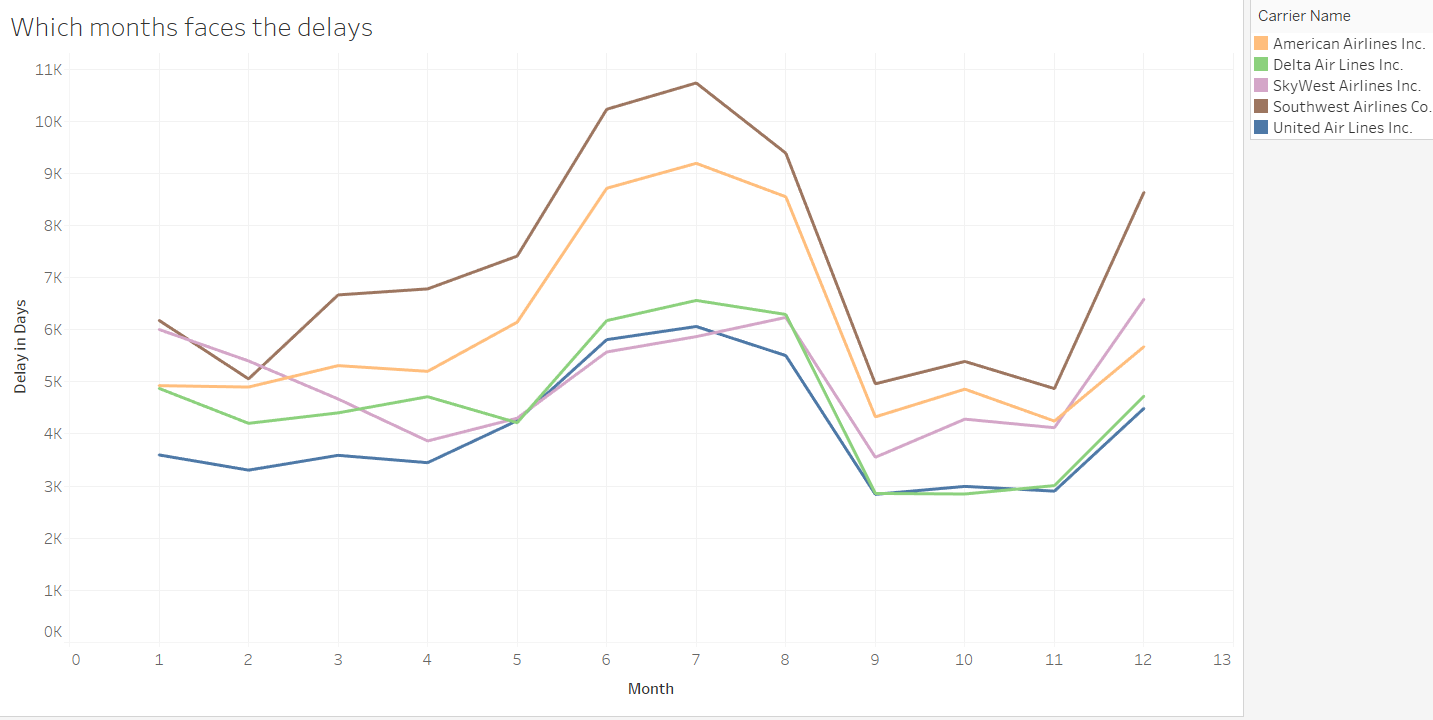 Which months faces the delays
Carrier Name
American Airlines Inc.
Delta Air Lines Inc.
SkyWest Airlines Inc.
Southwest Airlines Co.
United Air Lines Inc.
11K
10K
9K
8K
7K
6K
5K
4K
3K
2K
1K
0K
Delay in Days
0 1 2 3 4 5 6 7 8 9 10 11 12 13
Month